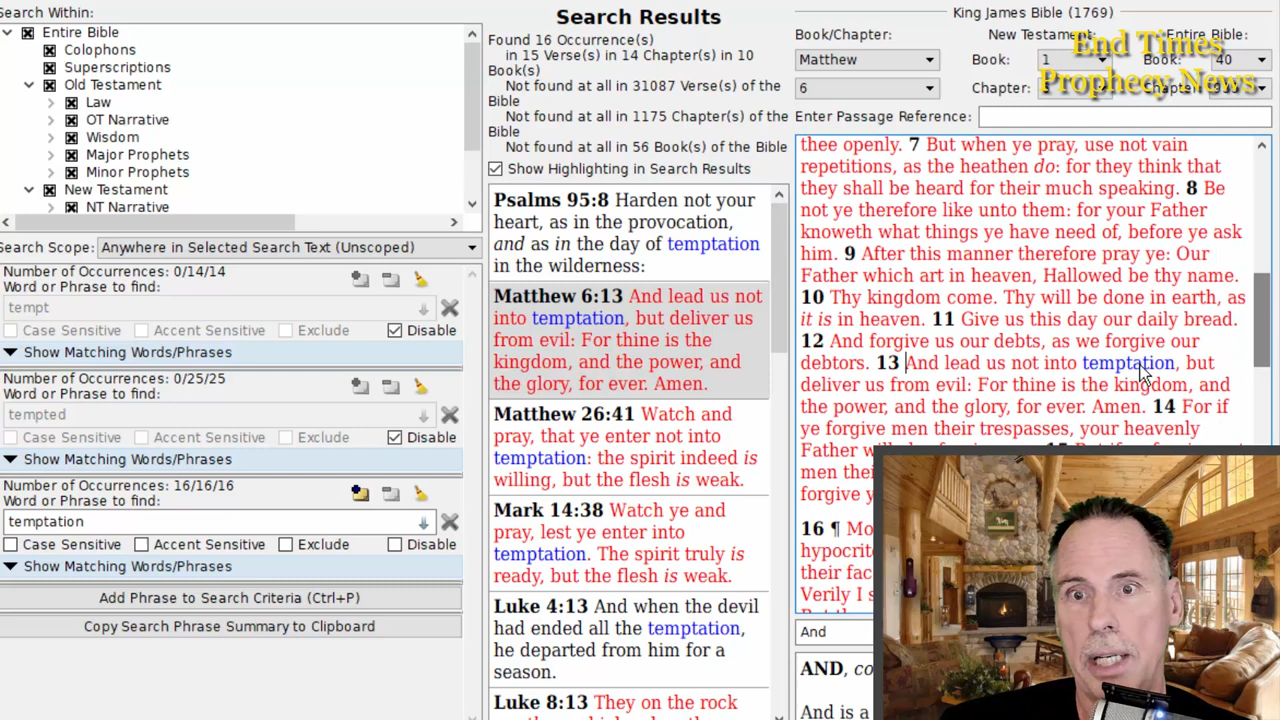 Search Within:
Entire Bible
Colophons
Superscriptions
Old Testament
Law
OT Narrative
Wisdom
Major Prophets
Minor Prophets
New Testament
NT Narrative
Search Scope: Anywhere in Selected Search Text (Unscoped)
Number of Occurrences: 0/14/14
Word or Phrase to find:
tempt
Case Sensitive Accent Sensitive Exclude Disable
Show Matching Words/Phrases
Number of Occurrences: 0/25/25
Word or Phrase to find:
tempted
Case Sensitive Accent Sensitive Exclude Disable
Show Matching Words/Phrases
Number of Occurrences: 16/16/16
Word or Phrase to find:
temptation
Case Sensitive Accent Sensitive Exclude Disable
Show Matching Words/Phrases
Add Phrase to Search Criteria (Ctrl+P)
Copy Search Phrase Summary to Clipboard
Search Results
Found 16 Occurrence(s)
in 15 Verse(s) in 14 Chapter(s) in 10
Book(s)
Not found at all in 31087 Verse(s) of the
Bible
Not found at all in 1175 Chapter(s) of the
Bible
Not found at all in 56 Book(s) of the Bible
Show Highlighting in Search Results
Psalms 95:8 Harden not your
heart, as in the provocation,
and as in the day of temptation
in the wilderness:
Matthew 6:13 And lead us not
into temptation, but deliver us
from evil: For thine is the
kingdom, and the power, and
the glory, for ever. Amen.
Matthew 26:41 Watch and
pray, that ye enter not into
temptation: the spirit indeed is
willing, but the flesh is weak.
Mark 14:38 Watch ye and
pray, lest ye enter into
temptation. The spirit truly is
ready, but the flesh is weak.
Luke 4:13 And when the devil
had ended all the temptation,
he departed from him for a
season.
Luke 8:13 They on the rock
King James Bible (1769)
Book/Chapter: New Testament: Entire Bible:
Matthew Book: 1 Book: 40
6 Chapter: Chapter:
End Times
Prophecy News
Enter Passage Reference:
thee openly. 7 But when ye pray, use not vain
repetitions, as the heathen do: for they think that
they shall be heard for their much speaking. 8 Be
not ye therefore like unto them: for your Father
knoweth what things ye have need of, before ye ask
him. 9 After this manner therefore pray ye: Our
Father which art in heaven, Hallowed be thy name.
10 Thy kingdom come. Thy will be done in earth, as
it is in heaven. 11 Give us this day our daily bread.
12 And forgive us our debts, as we forgive our
debtors. 13 And lead us not into temptation, but
deliver us from evil: For thine is the kingdom, and
the power, and the glory, for ever. Amen. 14 For if
ye forgive men their trespasses, your heavenly
Father
men
forgive
16 ¶
their
Verily I
And
AND,
And is a